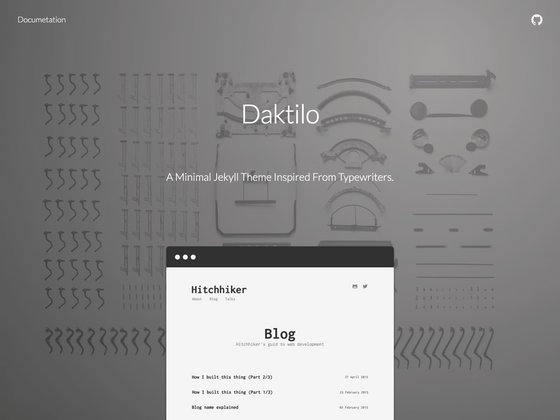 Documetation
Daktilo
A Minimal Jekyll Theme Inspired From Typewriters.
Hitchhiker
About Blog Talks
Blog
Hitchhiker's guid to web development
How I built this thing (Part 2/3) 27 April 2015
How I built this thing (Part 1/3) 23 February 2015
Blog name explained 02 February 2015